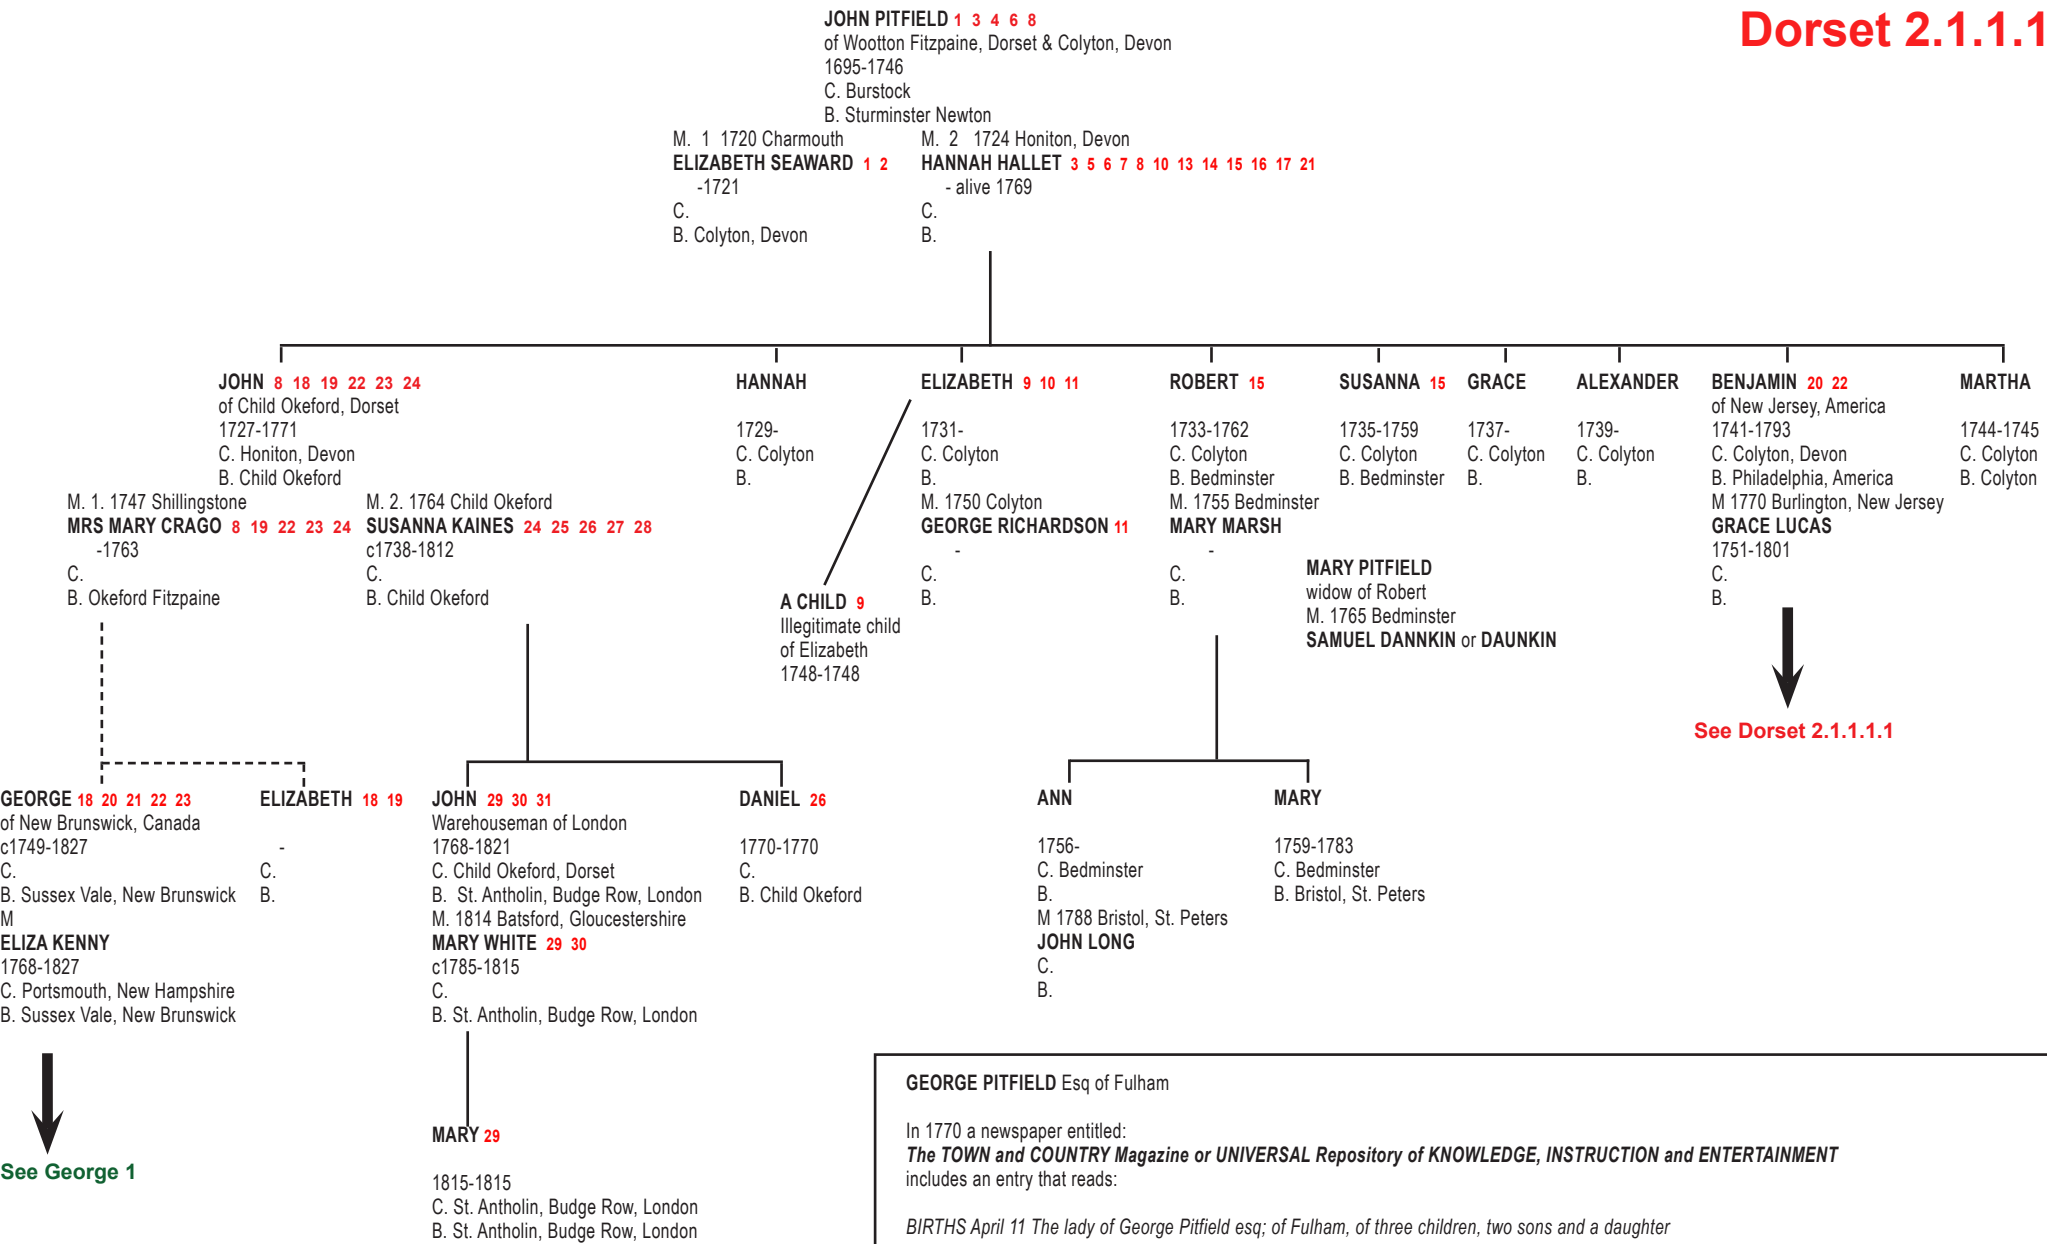 Dorset 2.1.1.1
JOHN PITFIELD 1 3 4 6 8
of Wootton Fitzpaine, Dorset & Colyton, Devon
1695-1746
C. Burstock
B. Sturminster Newton
M. 1 1720 Charmouth
ELIZABETH SEAWARD 1 2
-1721
C.
B. Colyton, Devon
M. 2 1724 Honiton, Devon
HANNAH HALLET 3 5 6 7 8 10 13 14 15 16 17 21
- alive 1769
C.
B.
JOHN 8 18 19 22 23 24
of Child Okeford, Dorset
1727-1771
C. Honiton, Devon
B. Child Okeford
M. 1. 1747 Shillingstone
MRS MARY CRAGO 8 19 22 23 24
-1763
C.
B. Okeford Fitzpaine
M. 2. 1764 Child Okeford
SUSANNA KAINES 24 25 26 27 28
c1738-1812
C.
B. Child Okeford
HANNAH
1729-
C. Colyton
B.
ELIZABETH 9 10 11
1731-
C. Colyton
B.
M. 1750 Colyton
GEORGE RICHARDSON 11
-
C.
B.
A CHILD 9
Illegitimate child
of Elizabeth
1748-1748
ROBERT 15
1733-1762
C. Colyton
B. Bedminster
M. 1755 Bedminster
MARY MARSH
-
C.
B.
MARY PITFIELD
widow of Robert
M. 1765 Bedminster
SAMUEL DANNKIN or DAUNKIN
SUSANNA 15
1735-1759
C. Colyton
B. Bedminster
GRACE
1737-
C. Colyton
B.
ALEXANDER
1739-
C. Colyton
B.
BENJAMIN 20 22
of New Jersey, America
1741-1793
C. Colyton, Devon
B. Philadelphia, America
M 1770 Burlington, New Jersey
GRACE LUCAS
1751-1801
C.
B.
See Dorset 2.1.1.1.1
MARTHA
1744-1745
C. Colyton
B. Colyton
GEORGE 18 20 21 22 23
of New Brunswick, Canada
c1749-1827
C.
B. Sussex Vale, New Brunswick
M
ELIZA KENNY
1768-1827
C. Portsmouth, New Hampshire
B. Sussex Vale, New Brunswick
See George 1
ELIZABETH 18 19
-
C.
B.
JOHN 29 30 31
Warehouseman of London
1768-1821
C. Child Okeford, Dorset
B. St. Antholin, Budge Row, London
M. 1814 Batsford, Gloucestershire
MARY WHITE 29 30
c1785-1815
C.
B. St. Antholin, Budge Row, London
MARY 29
1815-1815
C. St. Antholin, Budge Row, London
B. St. Antholin, Budge Row, London
DANIEL 26
1770-1770
C.
B. Child Okeford
ANN
1756-
C. Bedminster
B.
M 1788 Bristol, St. Peters
JOHN LONG
C.
B.
MARY
1759-1783
C. Bedminster
B. Bristol, St. Peters
GEORGE PITFIELD Esq of Fulham
In 1770 a newspaper entitled:
The TOWN and COUNTRY Magazine or UNIVERSAL Repository of KNOWLEDGE, INSTRUCTION and ENTERTAINMENT
includes an entry that reads:
BIRTHS April 11 The lady of George Pitfield esq; of Fulham, of three children, two sons and a daughter